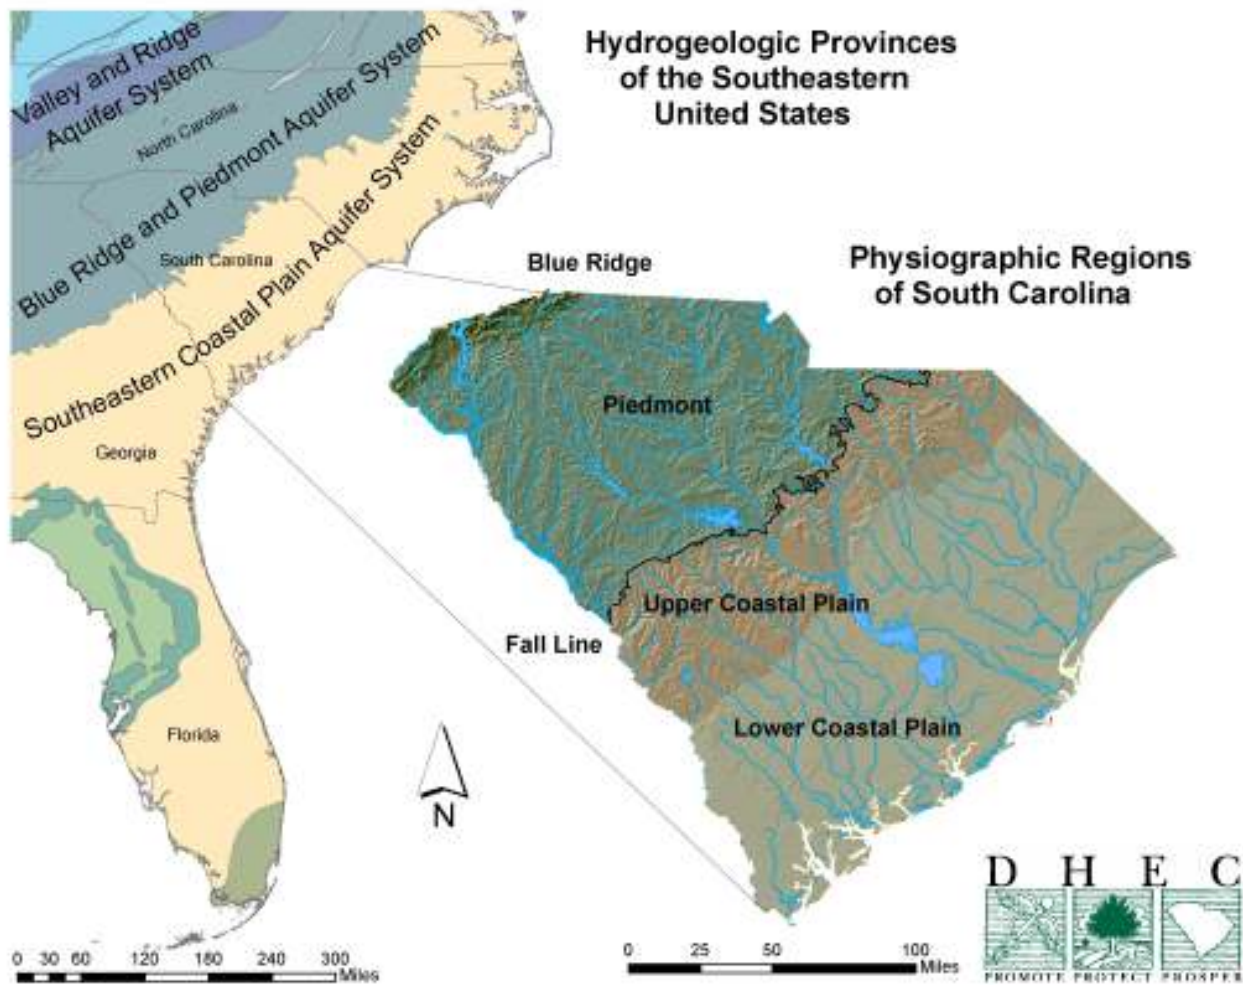 Hydrogeologic Provinces
of the Southeastern
United States
Valley and Ridge
Aquifer System
North Carolina
Blue Ridge and Piedmont Aquifer System
South Carolina
Southeastern Coastal Plain Aquifer System
Georgia
Florida
Physiographic Regions
of South Carolina
Blue Ridge
Piedmont
Upper Coastal Plain
Fall Line
Lower Coastal Plain
N
0 30 60 120 180 240 300
Miles
0 25 50 100
Miles
D H E C
PROMOTE PROTECT PROSPER